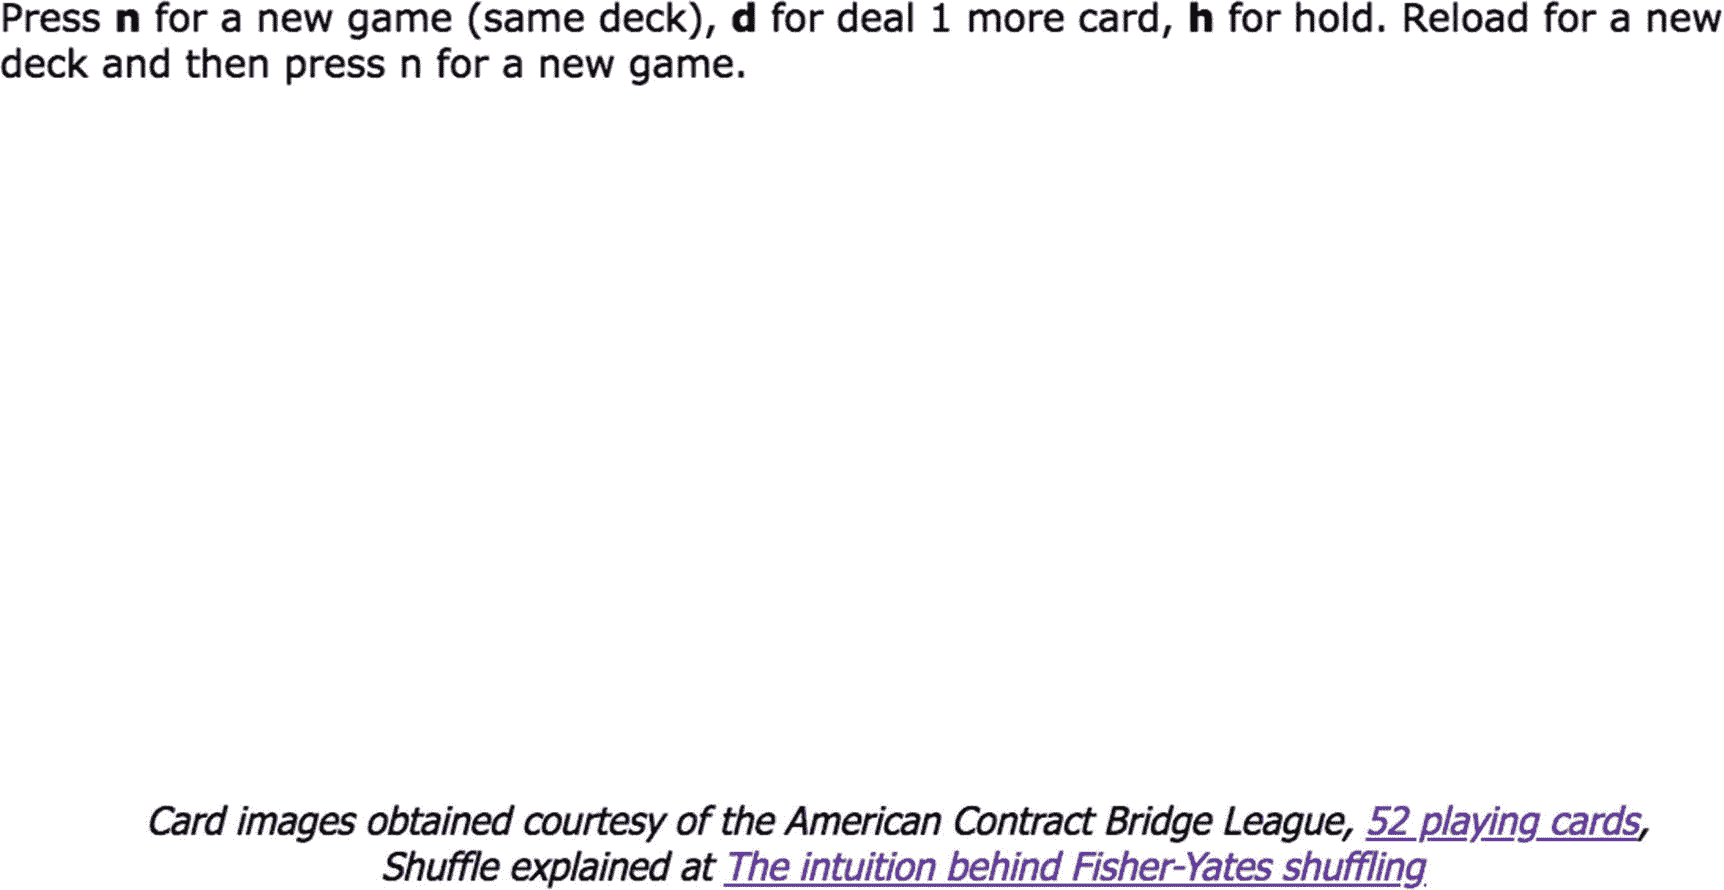 Press n for a new game (same deck), d for deal 1 more card, h for hold. Reload for a new
deck and then press n for a new game.
Card images obtained courtesy of the American Contract Bridge League, 52 playing cards,
Shuffle explained at The intuition behind Fisher-Yates shuffling